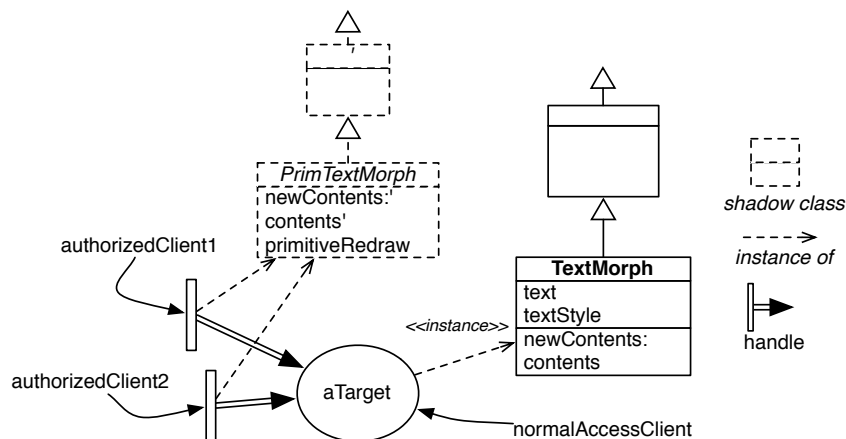 '
PrimTextMorph
newContents:'
contents'
primitiveRedraw
shadow class
authorizedClient1
instance of
TextMorph
text
textStyle
<<instance>>
newContents:
contents
handle
authorizedClient2
aTarget
normalAccessClient